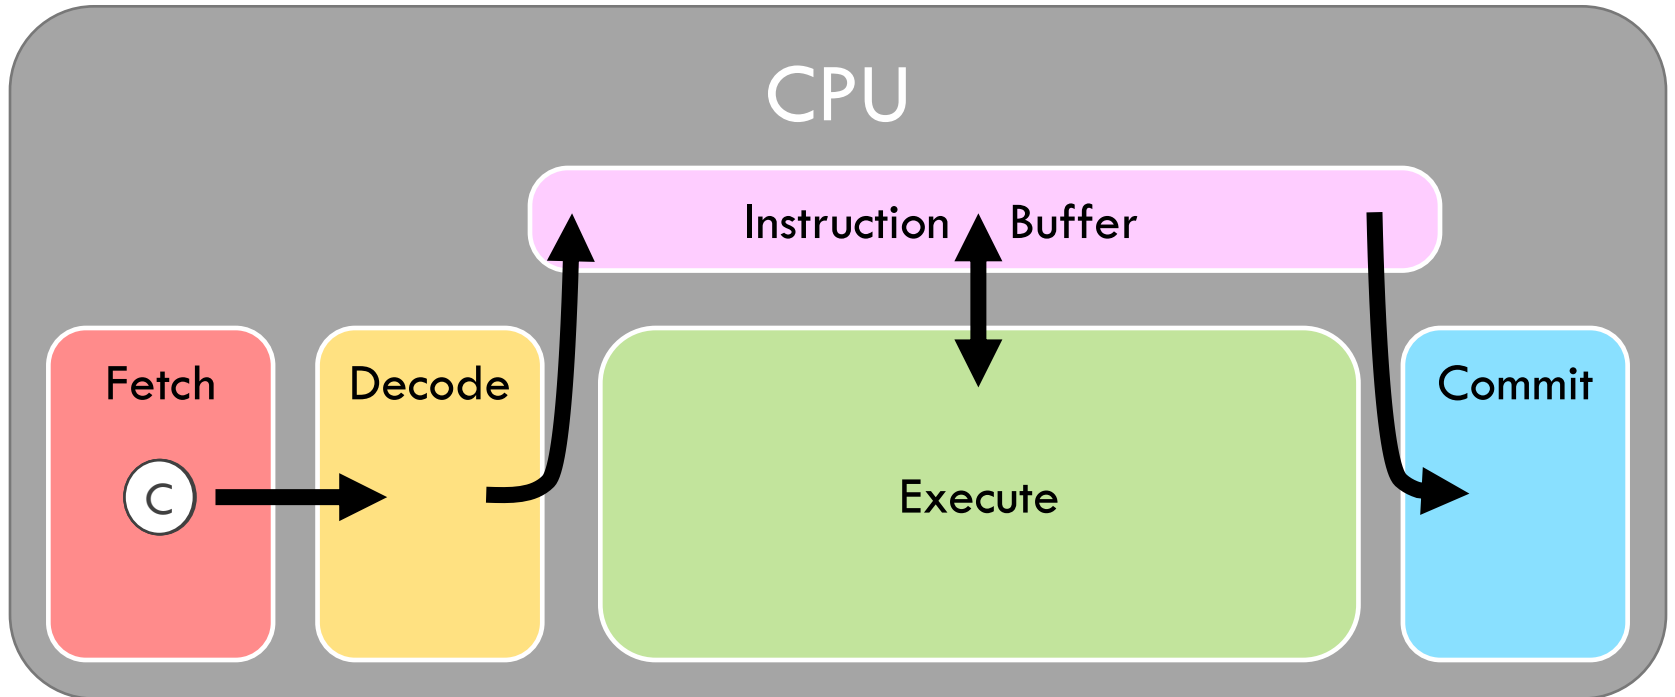 CPU
Instruction Buffer
Fetch
Decode
Commit
C
Execute